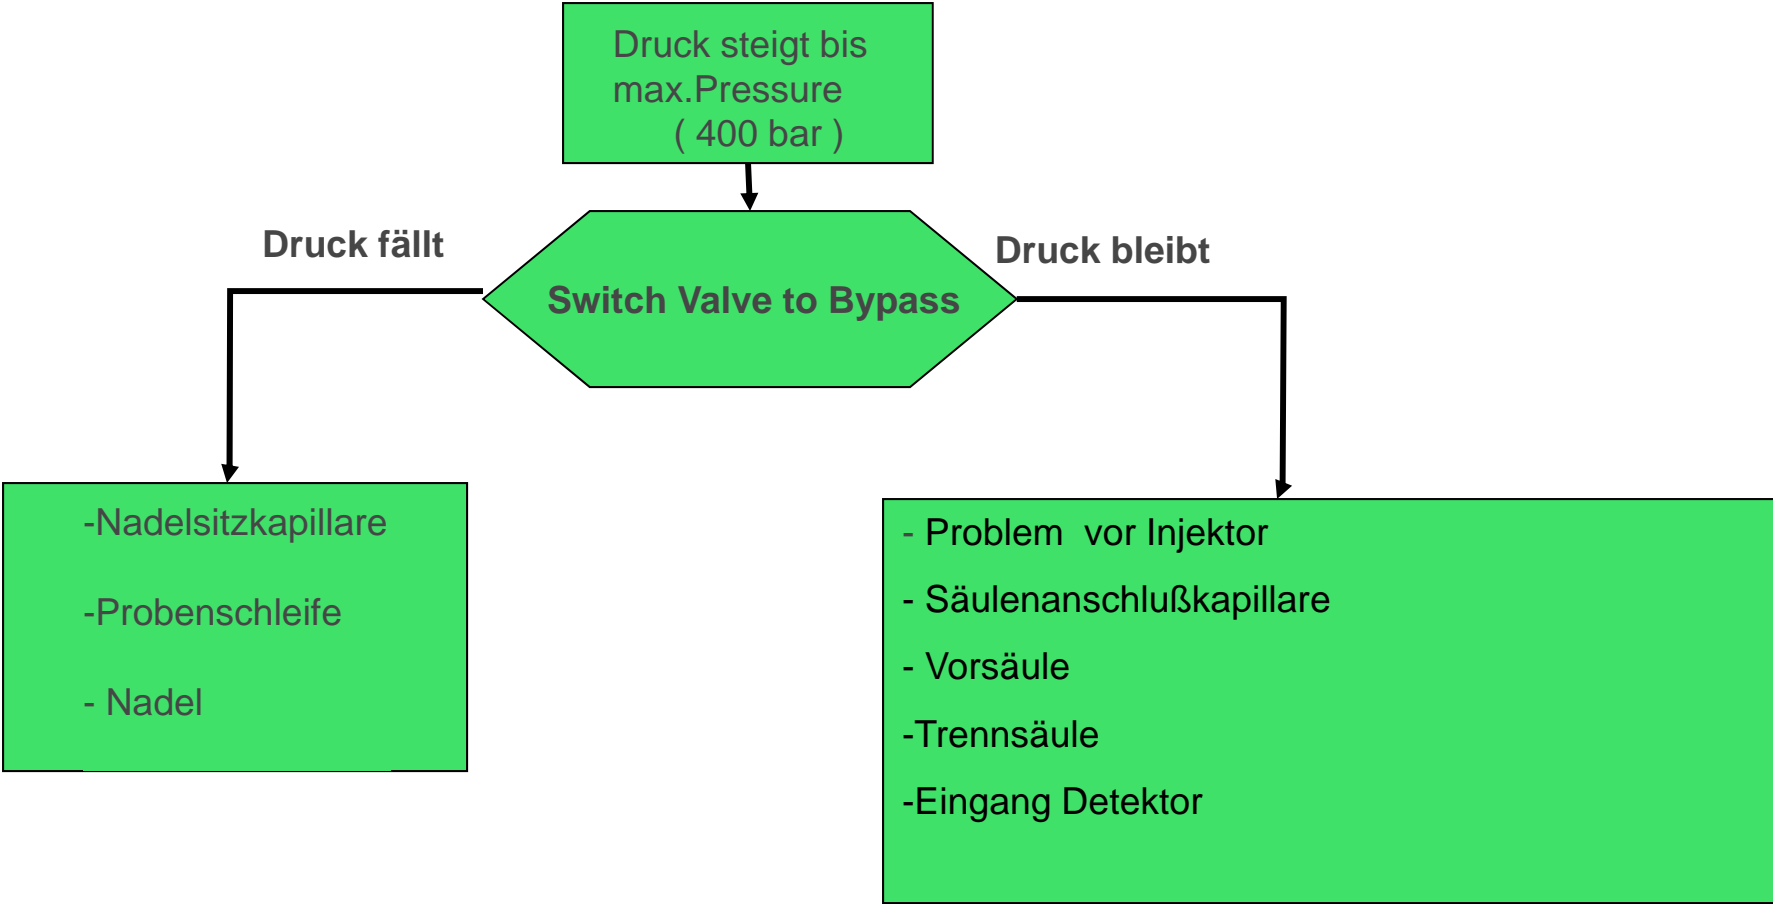 Druck steigt bis
max.Pressure
( 400 bar )
Druck fällt
Druck bleibt
Switch Valve to Bypass
-Nadelsitzkapillare
-Probenschleife
- Nadel
- Problem  vor Injektor
- Säulenanschlußkapillare
- Vorsäule
-Trennsäule
-Eingang Detektor